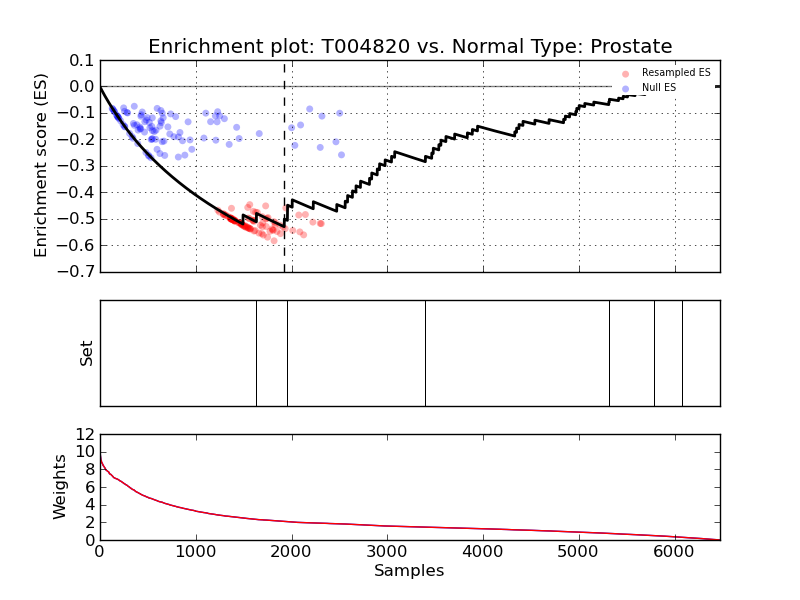 Enrichment plot: T004820 vs. Normal Type: Prostate
Enrichment score (ES)
0.1
0.0
−0.1
−0.2
−0.3
−0.4
−0.5
−0.6
−0.7
Resampled ES
Null ES
Set
Weights
12
10
8
6
4
2
0
0 1000 2000 3000 4000 5000 6000
Samples